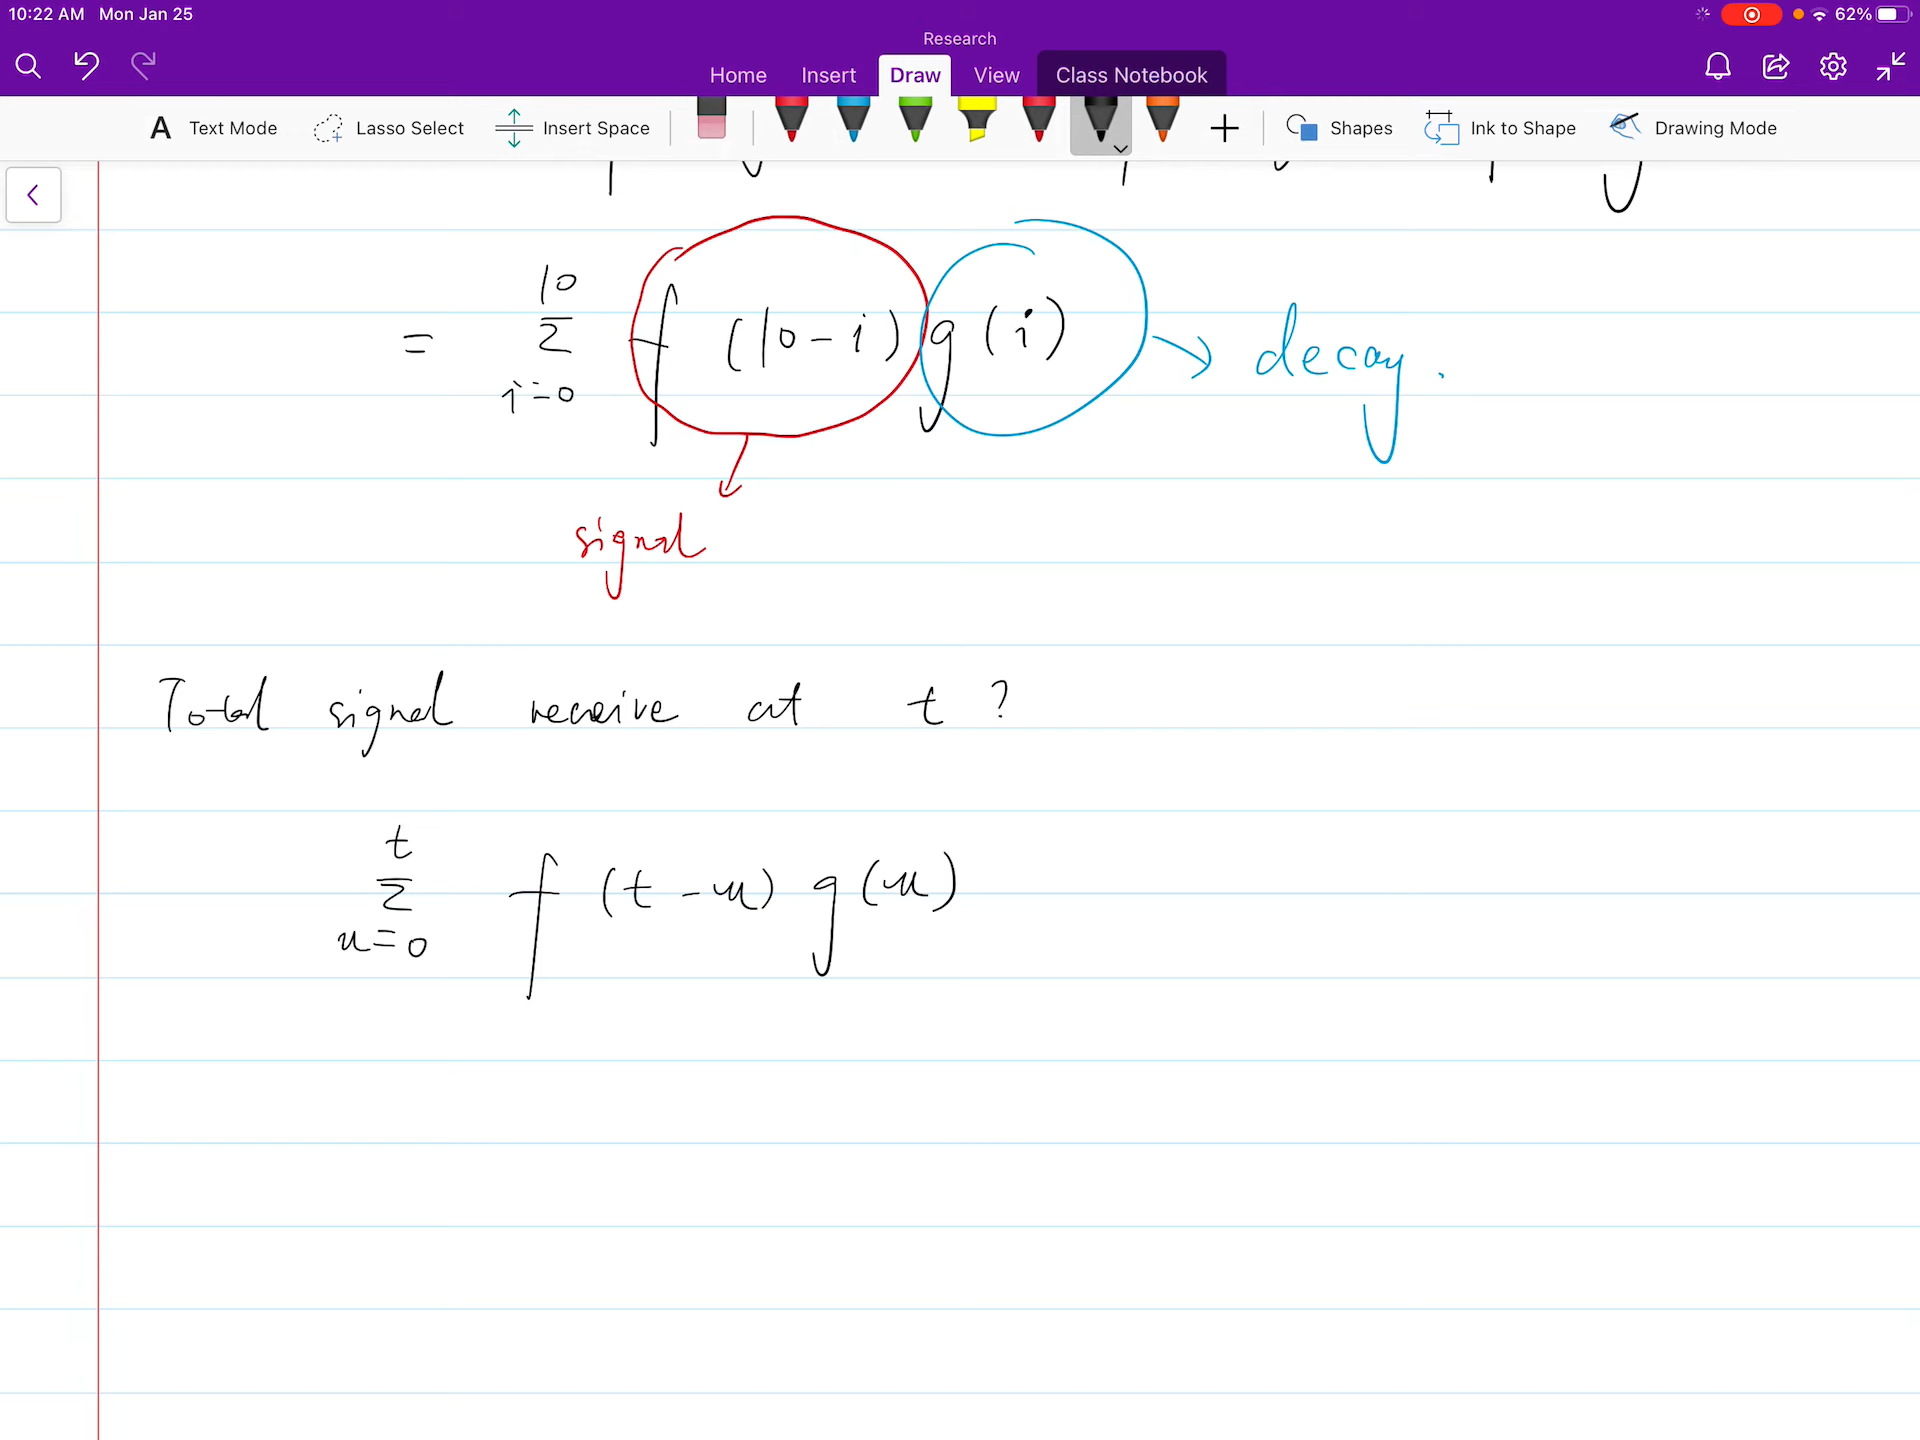 10:22 AM Mon Jan 25 62%
Research
Home Insert Draw View Class Notebook
A Text Mode Lasso Select Insert Space Shapes Ink to Shape Drawing Mode
10
= Σ f (10-i) g (i) → decay.
i=0
signal
Total signal receive at t ?
t
Σ f (t-u) g (u)
u=0